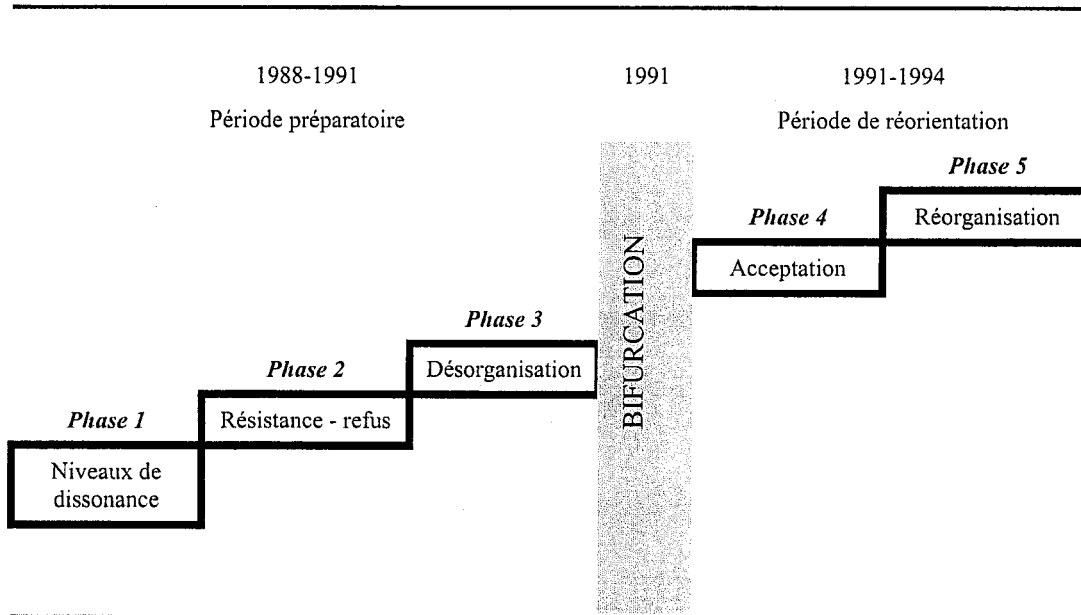 1988-1991
Période préparatoire
1991
1991-1994
Période de réorientation
Phase 1
Niveaux de
dissonance
Phase 2
Résistance - refus
Phase 3
Désorganisation
BIFURCATION
Phase 4
Acceptation
Phase 5
Réorganisation